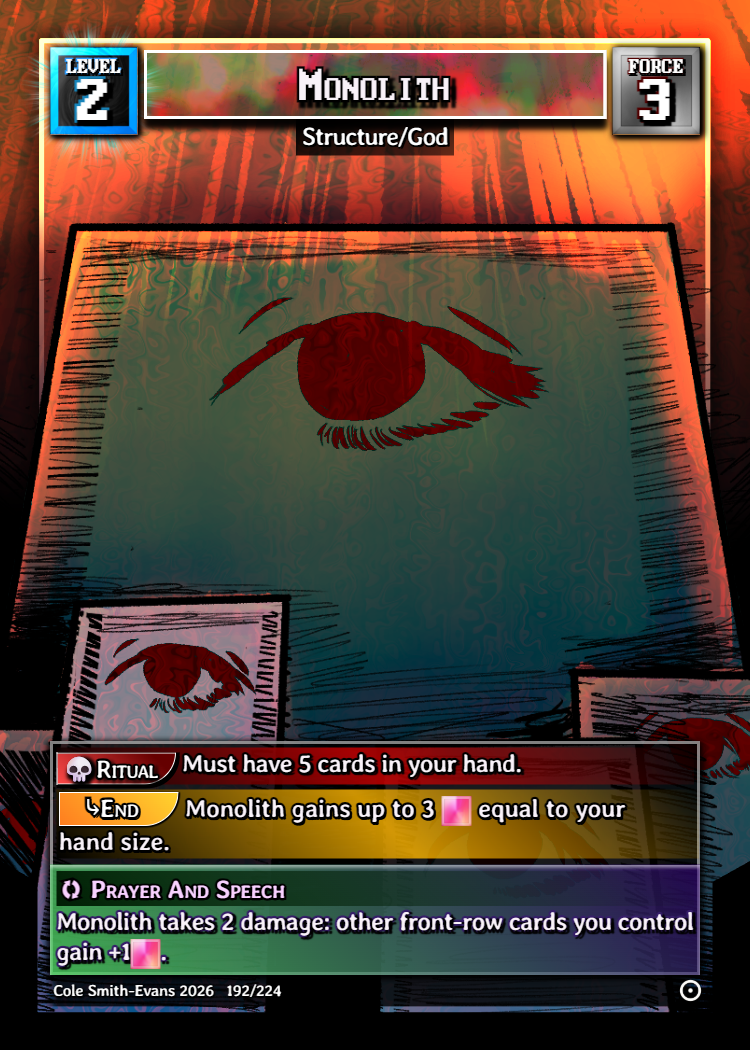 LEVEL
2
Monolith
FORCE
3
Structure/God
Ritual Must have 5 cards in your hand.
↳End Monolith gains up to 3 equal to your
hand size.
Prayer And Speech
Monolith takes 2 damage: other front-row cards you control
gain +1.
Cole Smith-Evans 2026 192/224